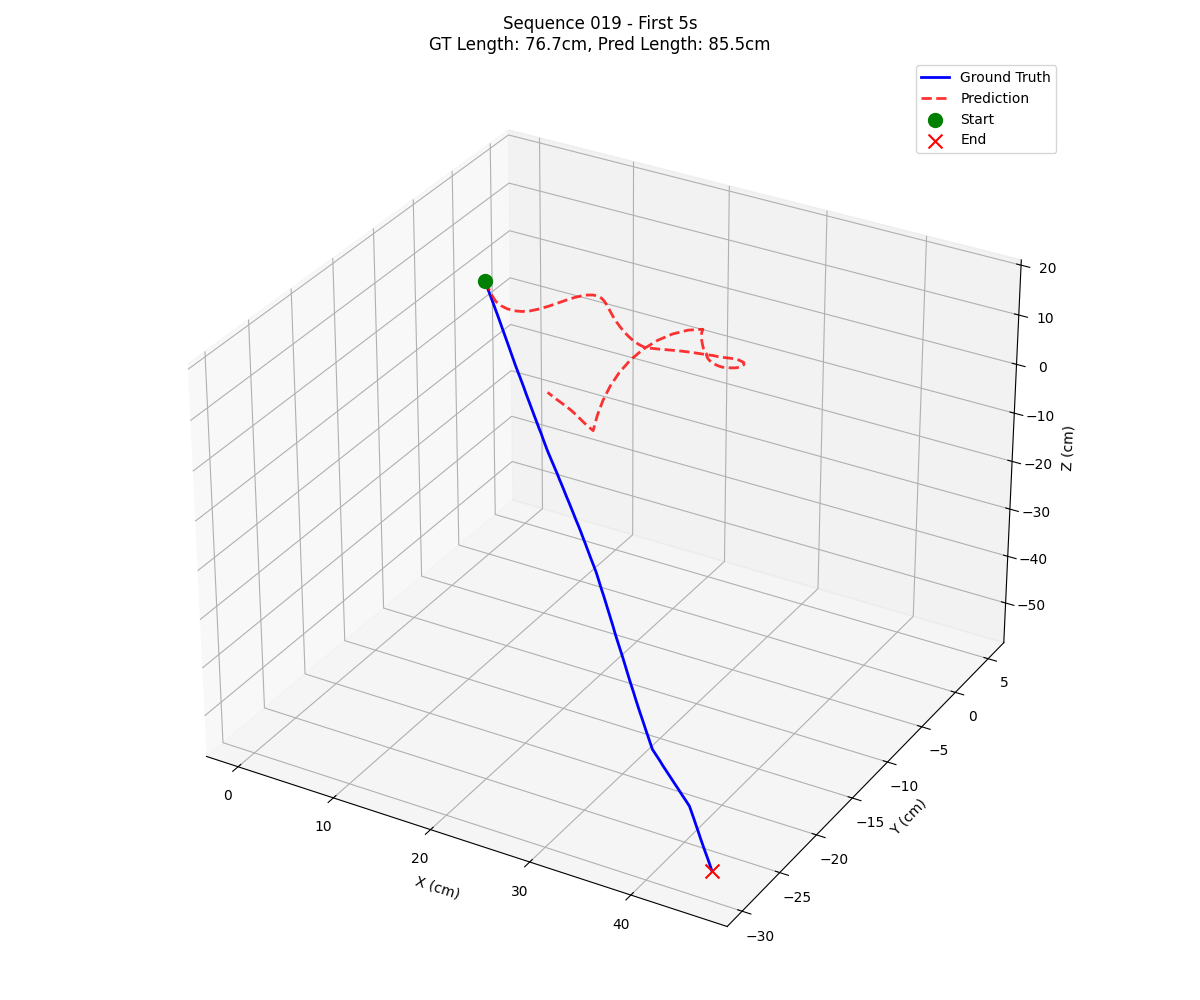 Sequence 019 - First 5s
GT Length: 76.7cm, Pred Length: 85.5cm
Ground Truth
Prediction
Start
End
20
10
0
−10
−20
−30
−40
−50
Z (cm)
5
0
−5
−10
−15
−20
−25
−30
Y (cm)
0
10
20
30
40
X (cm)